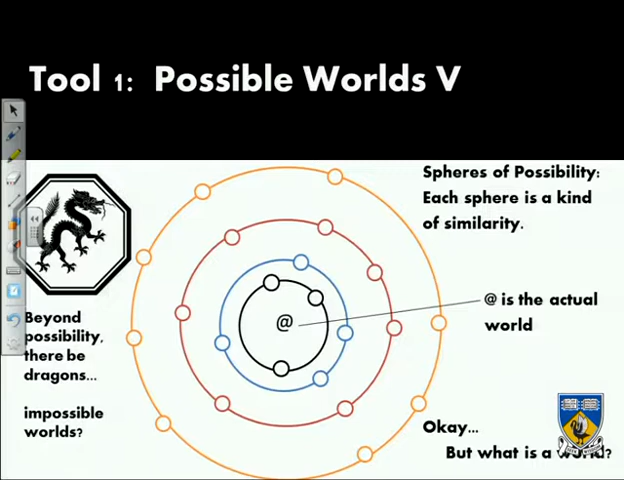 Tool 1: Possible Worlds V
Spheres of Possibility:
Each sphere is a kind
of similarity.
@
@ is the actual
world
Beyond
possibility,
there be
dragons...
impossible
worlds?
Okay...
But what is a world?